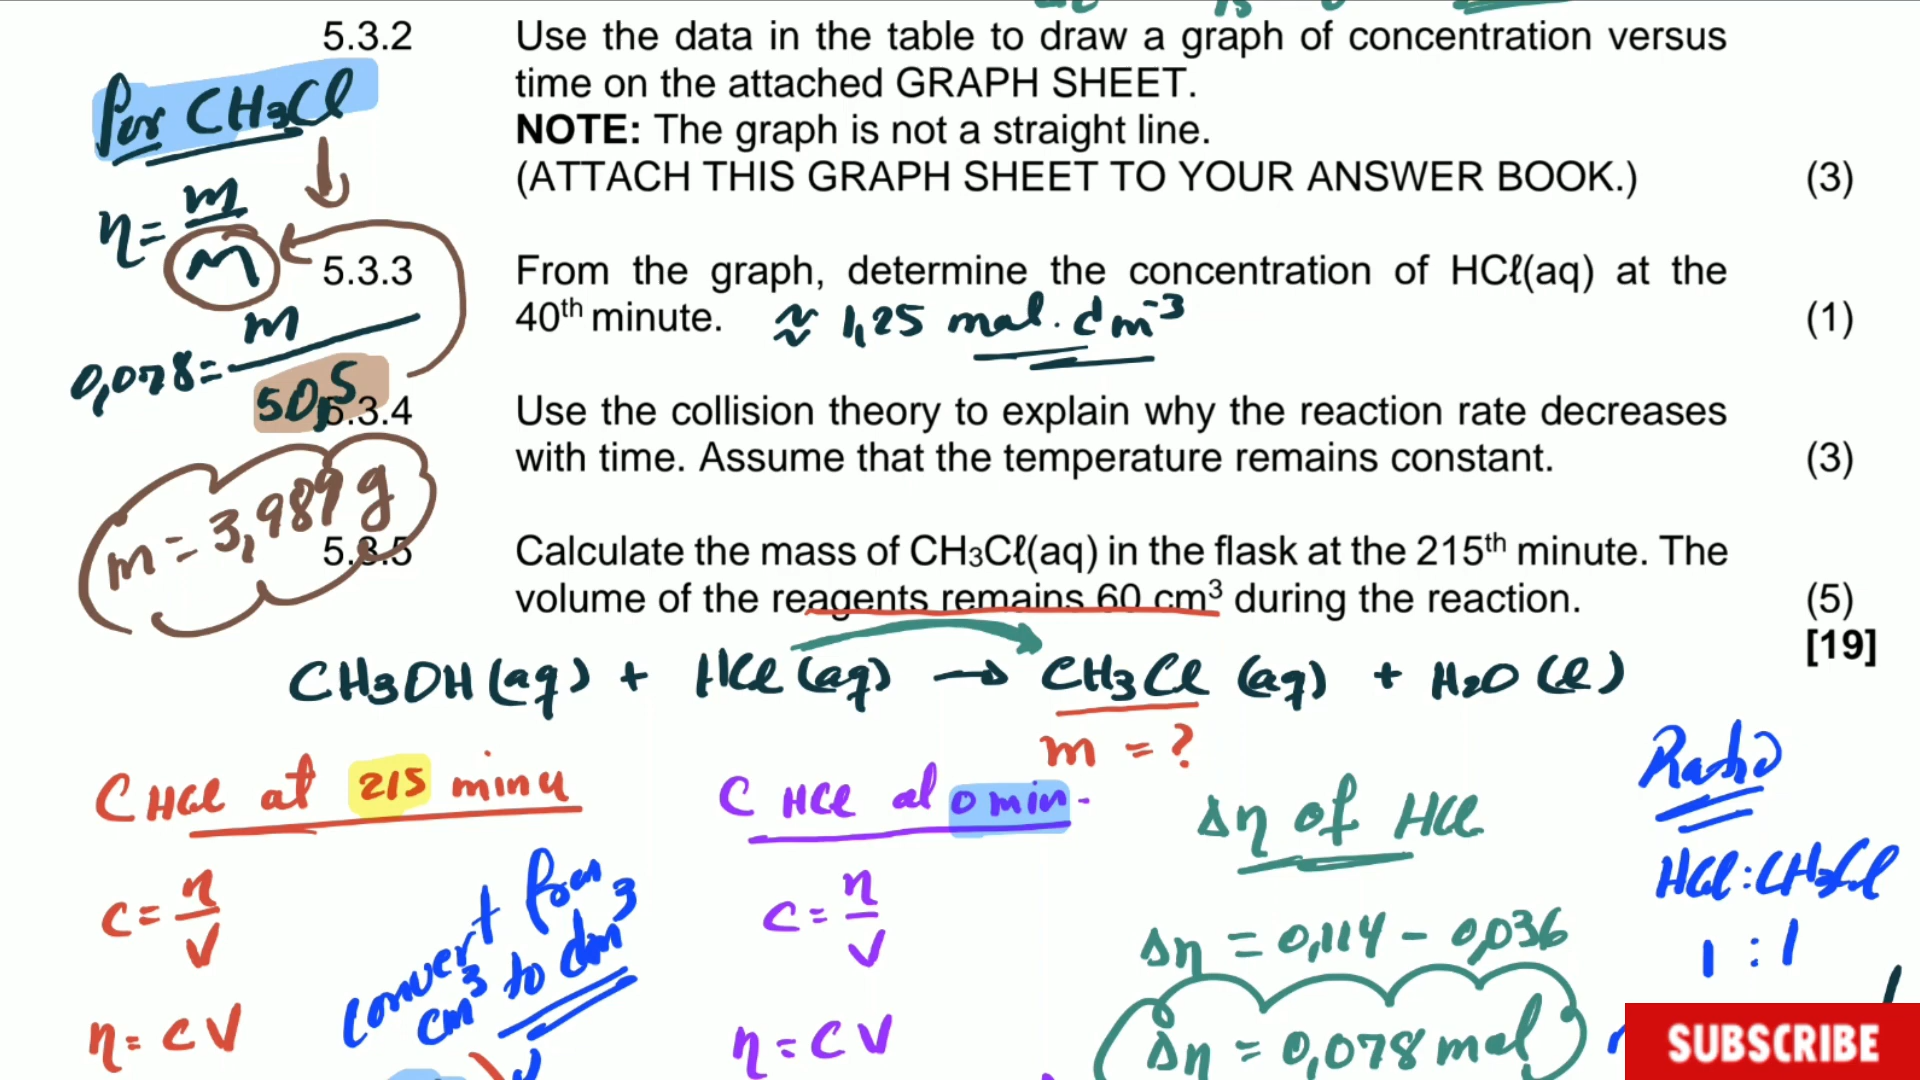 5.3.2 Use the data in the table to draw a graph of concentration versus
time on the attached GRAPH SHEET.
NOTE: The graph is not a straight line.
(ATTACH THIS GRAPH SHEET TO YOUR ANSWER BOOK.) (3)
For CH3Cl
n = m
M
0,078 = m
50,5
m = 3,989 g
5.3.3 From the graph, determine the concentration of HCℓ(aq) at the
40th minute. ≈ 1,25 mol.dm⁻³ (1)
5.3.4 Use the collision theory to explain why the reaction rate decreases
with time. Assume that the temperature remains constant. (3)
5.3.5 Calculate the mass of CH3Cℓ(aq) in the flask at the 215th minute. The
volume of the reagents remains 60 cm³ during the reaction. (5)
[19]
CH3OH (aq) + HCl (aq) → CH3Cl (aq) + H2O (l)
m = ?
CHCl at 215 minu
c = n
V
n = CV
convert from
cm³ to dm³
C HCl at 0 min.
c = n
V
n = CV
Δn of HCl
Δn = 0,114 - 0,036
Δn = 0,078 mol
Ratio
HCl : CH3Cl
1 : 1
SUBSCRIBE